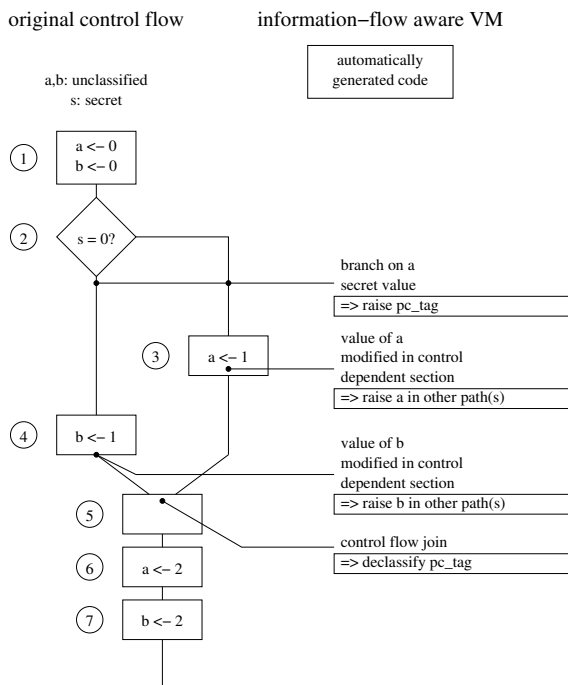 original control flow
information−flow aware VM
automatically
generated code
a,b: unclassified
s: secret
1
a <− 0
b <− 0
2
s = 0?
branch on a
secret value
=> raise pc_tag
3
a <− 1
value of a
modified in control
dependent section
=> raise a in other path(s)
4
b <− 1
value of b
modified in control
dependent section
=> raise b in other path(s)
5
control flow join
=> declassify pc_tag
6
a <− 2
7
b <− 2